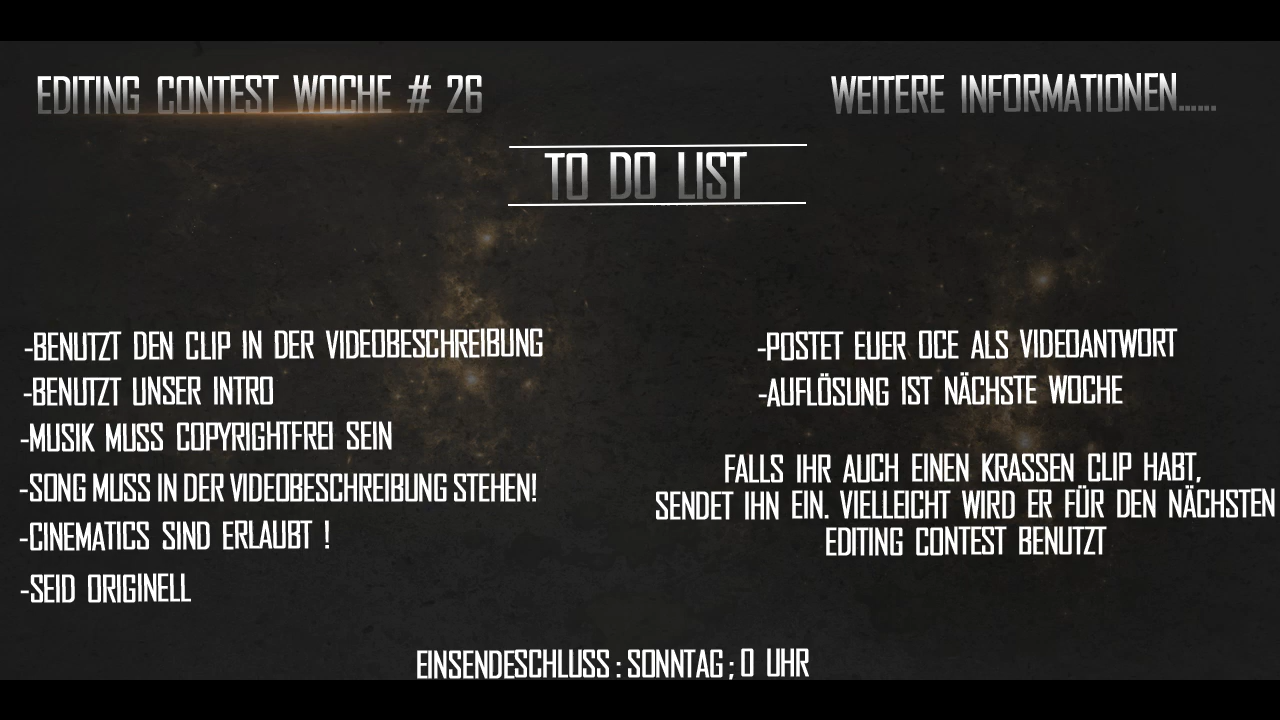 EDITING CONTEST WOCHE # 26
WEITERE INFORMATIONEN......
TO DO LIST
-BENUTZT DEN CLIP IN DER VIDEOBESCHREIBUNG
-BENUTZT UNSER INTRO
-MUSIK MUSS COPYRIGHTFREI SEIN
-SONG MUSS IN DER VIDEOBESCHREIBUNG STEHEN!
-CINEMATICS SIND ERLAUBT !
-SEID ORIGINELL
-POSTET EUER OCE ALS VIDEOANTWORT
-AUFLÖSUNG IST NÄCHSTE WOCHE
FALLS IHR AUCH EINEN KRASSEN CLIP HABT,
SENDET IHN EIN. VIELLEICHT WIRD ER FÜR DEN NÄCHSTEN
EDITING CONTEST BENUTZT
EINSENDESCHLUSS : SONNTAG ; 0 UHR